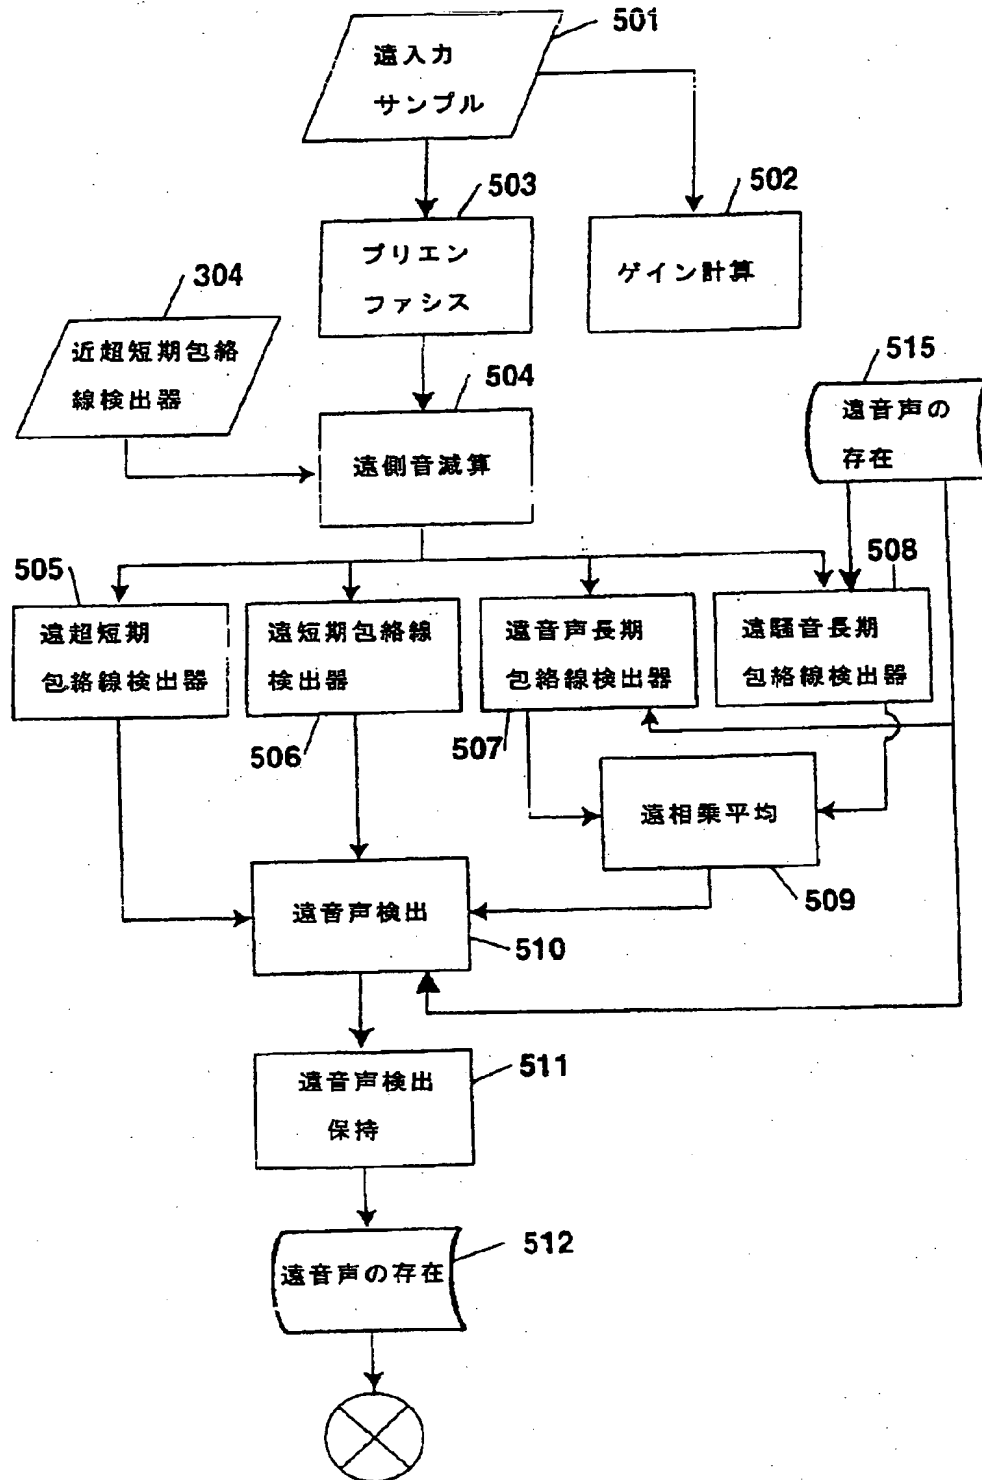 501
遠入力
サンプル
503
502
プリエン
ファシス
ゲイン計算
304
近超短期包絡
線検出器
504
515
遠音声の
存在
遠側音減算
505
508
遠超短期
包絡線検出器
遠短期包絡線
検出器
遠音声長期
包絡線検出器
遠騒音長期
包絡線検出器
506
507
遠相乗平均
509
遠音声検出
510
511
遠音声検出
保持
512
遠音声の存在